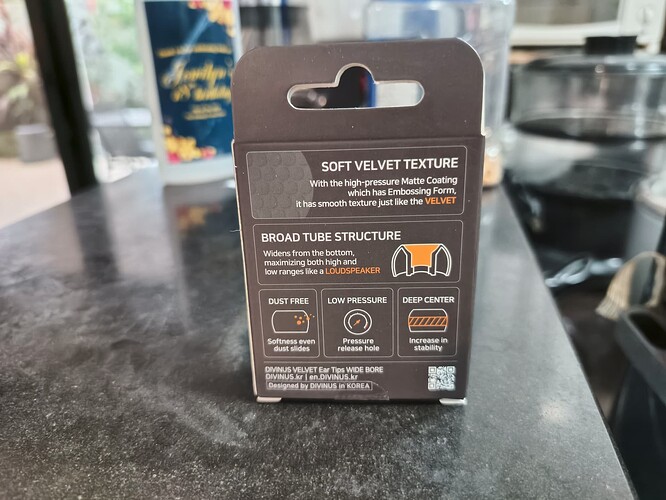 SOFT VELVET TEXTURE
With the high-pressure Matte Coating
which has Embossing Form,
it has smooth texture just like the VELVET
BROAD TUBE STRUCTURE
Widens from the bottom,
maximizing both high and
low ranges like a LOUDSPEAKER
DUST FREE
Softness even
dust slides
LOW PRESSURE
Pressure
release hole
DEEP CENTER
Increase in
stability
DIVINUS VELVET Ear Tips WIDE BORE
DIVINUS.kr | en.DIVINUS.kr
Designed by DIVINUS in KOREA